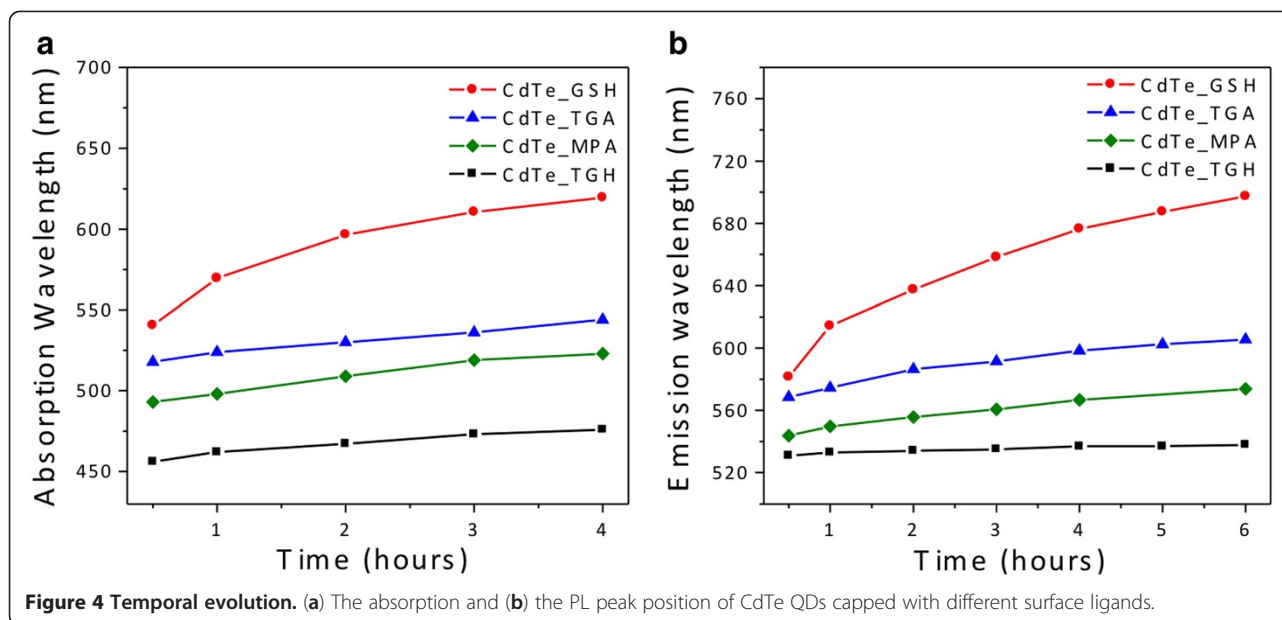 a
700
650
600
550
500
450
Absorption Wavelength (nm)
CdTe_GSH
CdTe_TGA
CdTe_MPA
CdTe_TGH
1 2 3 4
Time (hours)
b
760
720
680
640
600
560
520
Emission wavelength (nm)
CdTe_GSH
CdTe_TGA
CdTe_MPA
CdTe_TGH
1 2 3 4 5 6
Time (hours)
Figure 4 Temporal evolution. (a) The absorption and (b) the PL peak position of CdTe QDs capped with different surface ligands.